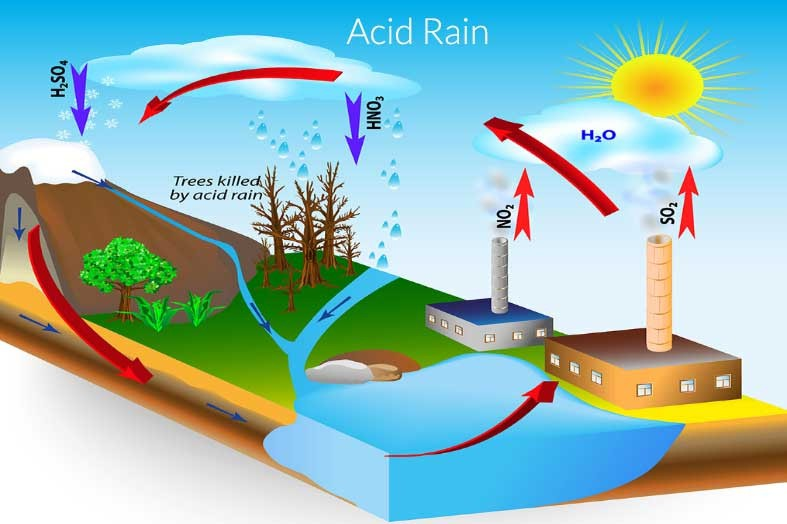 Acid Rain
H₂SO₄
HNO₃
H₂O
Trees killed
by acid rain
NO₂
SO₂